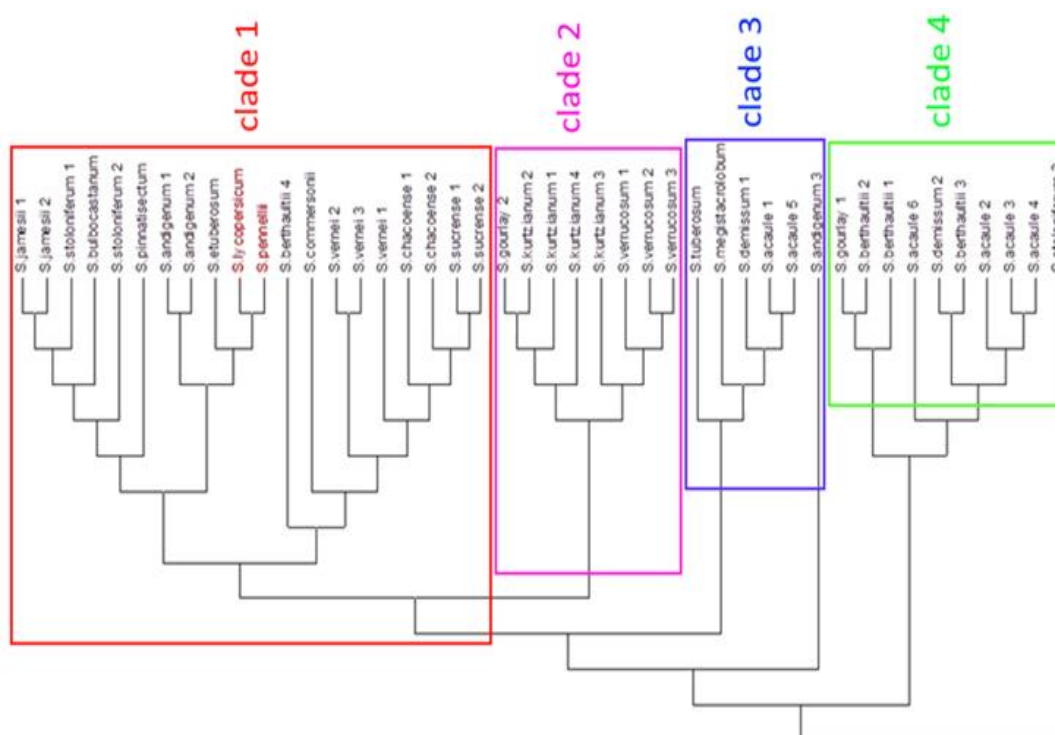 clade 1
clade 2
clade 3
clade 4
S.jamesii 1
S.jamesii 2
S.stoloniferum 1
S.bulbocastanum
S.stoloniferum 2
S.pinnatisectum
S.andigenum 1
S.andigenum 2
S.etuberosum
S.lycopersicum
S.pennellii
S.berthaultii 4
S.commersonii
S.vernei 2
S.vernei 3
S.vernei 1
S.chacoense 1
S.chacoense 2
S.sucrense 1
S.sucrense 2
S.gourlay 2
S.kurtzianum 2
S.kurtzianum 1
S.kurtzianum 4
S.kurtzianum 3
S.verrucosum 1
S.verrucosum 2
S.verrucosum 3
S.tuberosum
S.megistacrolobum
S.demissum 1
S.acaule 1
S.acaule 5
S.andigenum 3
S.gourlay 1
S.berthaultii 2
S.berthaultii 1
S.acaule 6
S.demissum 2
S.berthaultii 3
S.acaule 2
S.acaule 3
S.acaule 4